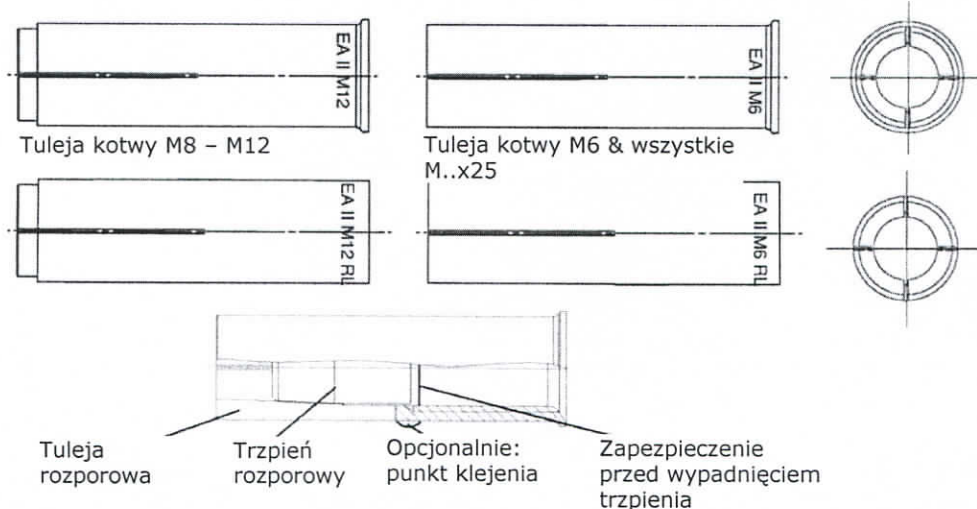 EA II M12
EA II M6
Tuleja kotwy M8 – M12
Tuleja kotwy M6 & wszystkie
M..x25
EA II M12 RL
EA II M6 RL
Tuleja
rozporowa
Trzpień
rozporowy
Opcjonalnie:
punkt klejenia
Zapezpieczenie
przed wypadnięciem
trzpienia